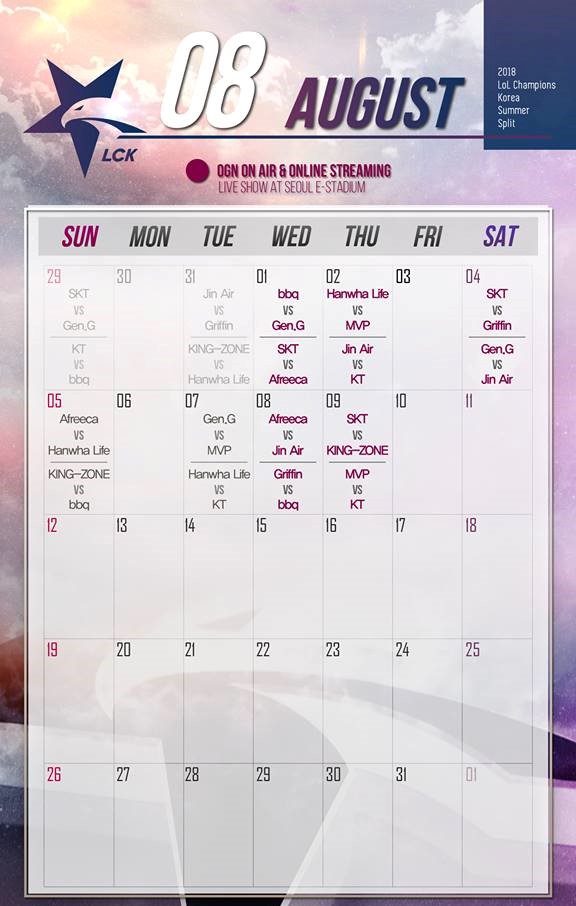 08 AUGUST
2018
LoL Champions
Korea
Summer
Split
LCK
OGN ON AIR & ONLINE STREAMING
LIVE SHOW AT SEOUL E-STADIUM
SUN MON TUE WED THU FRI SAT
29
SKT
VS
Gen,G
KT
VS
bbq
30
31
Jin Air
VS
Griffin
KING-ZONE
VS
Hanwha Life
01
bbq
VS
Gen,G
SKT
VS
Afreeca
02
Hanwha Life
VS
MVP
Jin Air
VS
KT
03
04
SKT
VS
Griffin
Gen,G
VS
Jin Air
05
Afreeca
VS
Hanwha Life
KING-ZONE
VS
bbq
06
07
Gen,G
VS
MVP
Hanwha Life
VS
KT
08
Afreeca
VS
Jin Air
Griffin
VS
bbq
09
SKT
VS
KING-ZONE
MVP
VS
KT
10
11
12 13 14 15 16 17 18
19 20 21 22 23 24 25
26 27 28 29 30 31 01